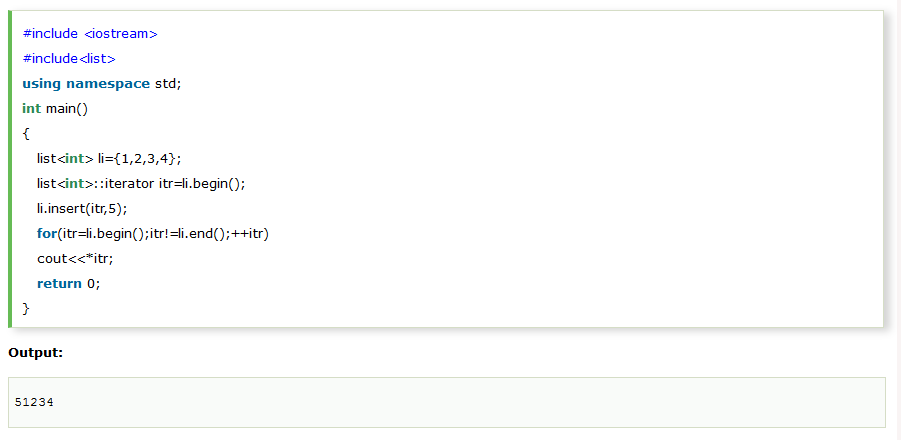 #include <iostream>
#include<list>
using namespace std;
int main()
{
list<int> li={1,2,3,4};
list<int>::iterator itr=li.begin();
li.insert(itr,5);
for(itr=li.begin();itr!=li.end();++itr)
cout<<*itr;
return 0;
}
Output:
51234